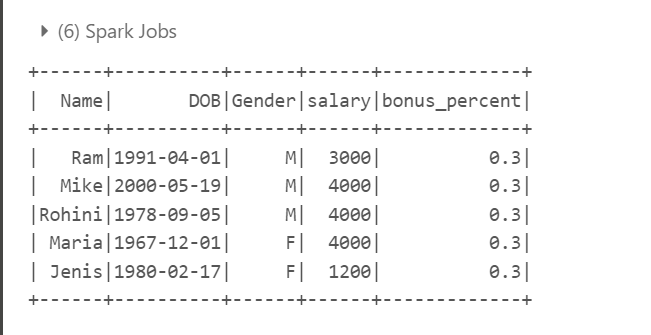 (6) Spark Jobs
+------+----------+------+------+-------------+
|  Name|       DOB|Gender|salary|bonus_percent|
+------+----------+------+------+-------------+
|   Ram|1991-04-01|     M|  3000|          0.3|
|  Mike|2000-05-19|     M|  4000|          0.3|
|Rohini|1978-09-05|     M|  4000|          0.3|
| Maria|1967-12-01|     F|  4000|          0.3|
| Jenis|1980-02-17|     F|  1200|          0.3|
+------+----------+------+------+-------------+